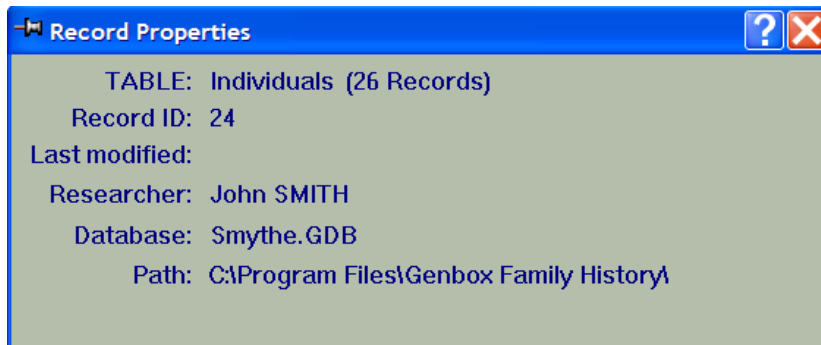 Record Properties
TABLE: Individuals (26 Records)
Record ID: 24
Last modified:
Researcher: John SMITH
Database: Smythe.GDB
Path: C:\Program Files\Genbox Family History\